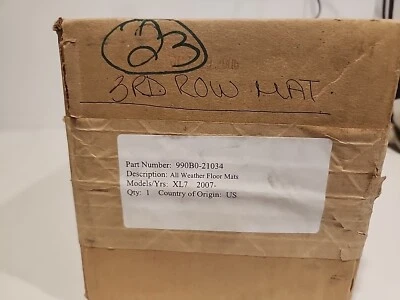 23
3RD ROW MAT.
Part Number: 990B0-21034
Description: All Weather Floor Mats
Models/Yrs: XL7 2007-
Qty: 1 Country of Origin: US